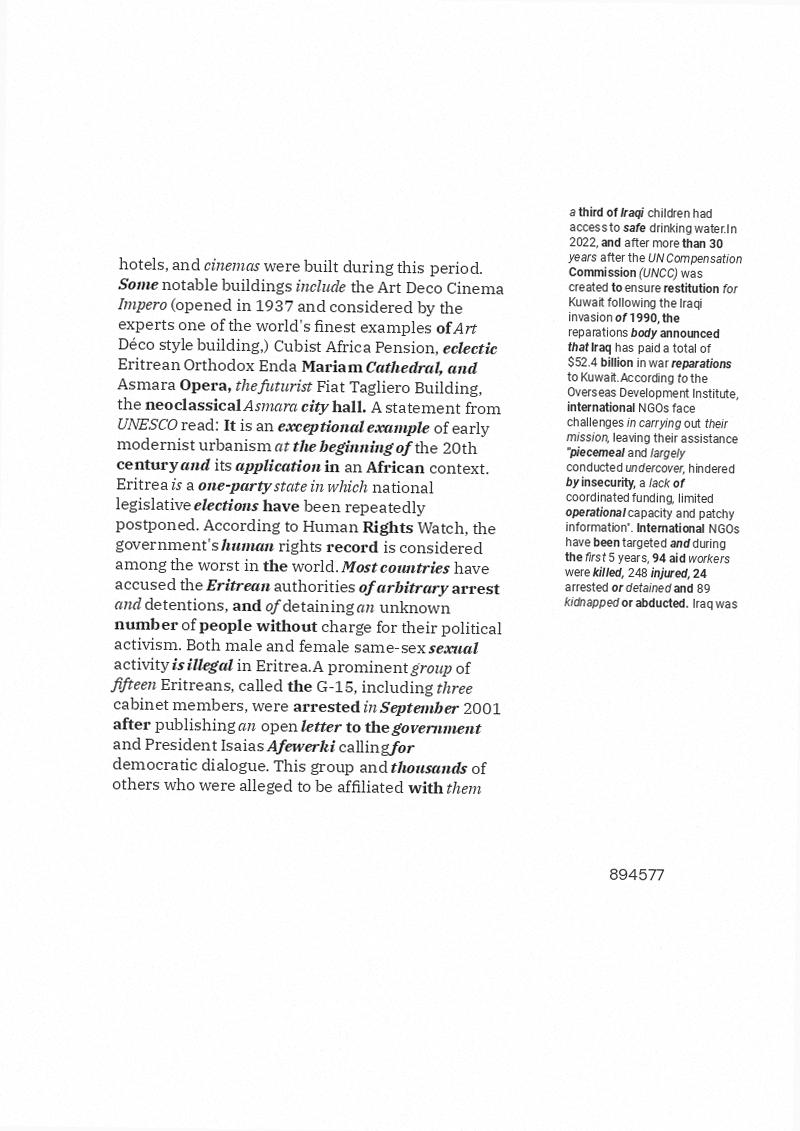 hotels, and cinemas were built during this period.
Some notable buildings include the Art Deco Cinema
Impero (opened in 1937 and considered by the
experts one of the world's finest examples of Art
Déco style building,) Cubist Africa Pension, eclectic
Eritrean Orthodox Enda Mariam Cathedral, and
Asmara Opera, the futurist Fiat Tagliero Building,
the neoclassical Asmara city hall. A statement from
UNESCO read: It is an exceptional example of early
modernist urbanism at the beginning of the 20th
century and its application in an African context.
Eritrea is a one-party state in which national
legislative elections have been repeatedly
postponed. According to Human Rights Watch, the
government's human rights record is considered
among the worst in the world. Most countries have
accused the Eritrean authorities of arbitrary arrest
and detentions, and of detaining an unknown
number of people without charge for their political
activism. Both male and female same-sex sexual
activity is illegal in Eritrea.A prominent group of
fifteen Eritreans, called the G-15, including three
cabinet members, were arrested in September 2001
after publishing an open letter to the government
and President Isaias Afewerki calling for
democratic dialogue. This group and thousands of
others who were alleged to be affiliated with them
a third of Iraqi children had
access to safe drinking water.In
2022, and after more than 30
years after the UN Compensation
Commission (UNCC) was
created to ensure restitution for
Kuwait following the Iraqi
invasion of 1990, the
reparations body announced
that Iraq has paid a total of
$52.4 billion in war reparations
to Kuwait.According to the
Overseas Development Institute,
international NGOs face
challenges in carrying out their
mission, leaving their assistance
"piecemeal and largely
conducted undercover, hindered
by insecurity, a lack of
coordinated funding, limited
operational capacity and patchy
information". International NGOs
have been targeted and during
the first 5 years, 94 aid workers
were killed, 248 injured, 24
arrested or detained and 89
kidnapped or abducted. Iraq was
894577